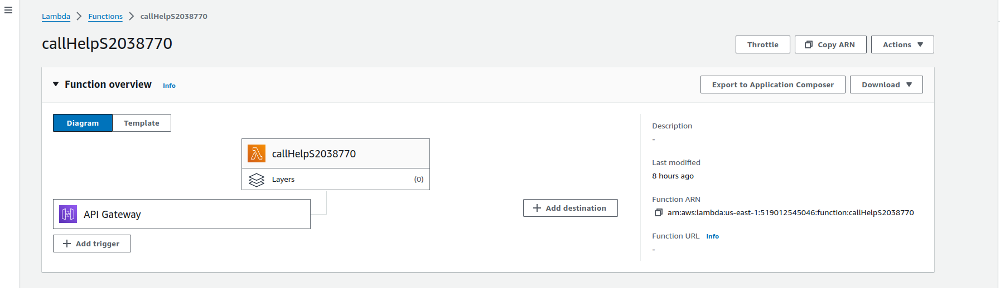 Lambda > Functions > callHelpS2038770
callHelpS2038770
Throttle
Copy ARN
Actions
Function overview Info
Export to Application Composer
Download
Diagram
Template
callHelpS2038770
Layers (0)
API Gateway
+ Add trigger
+ Add destination
Description
-
Last modified
8 hours ago
Function ARN
arn:aws:lambda:us-east-1:519012545046:function:callHelpS2038770
Function URL Info
-